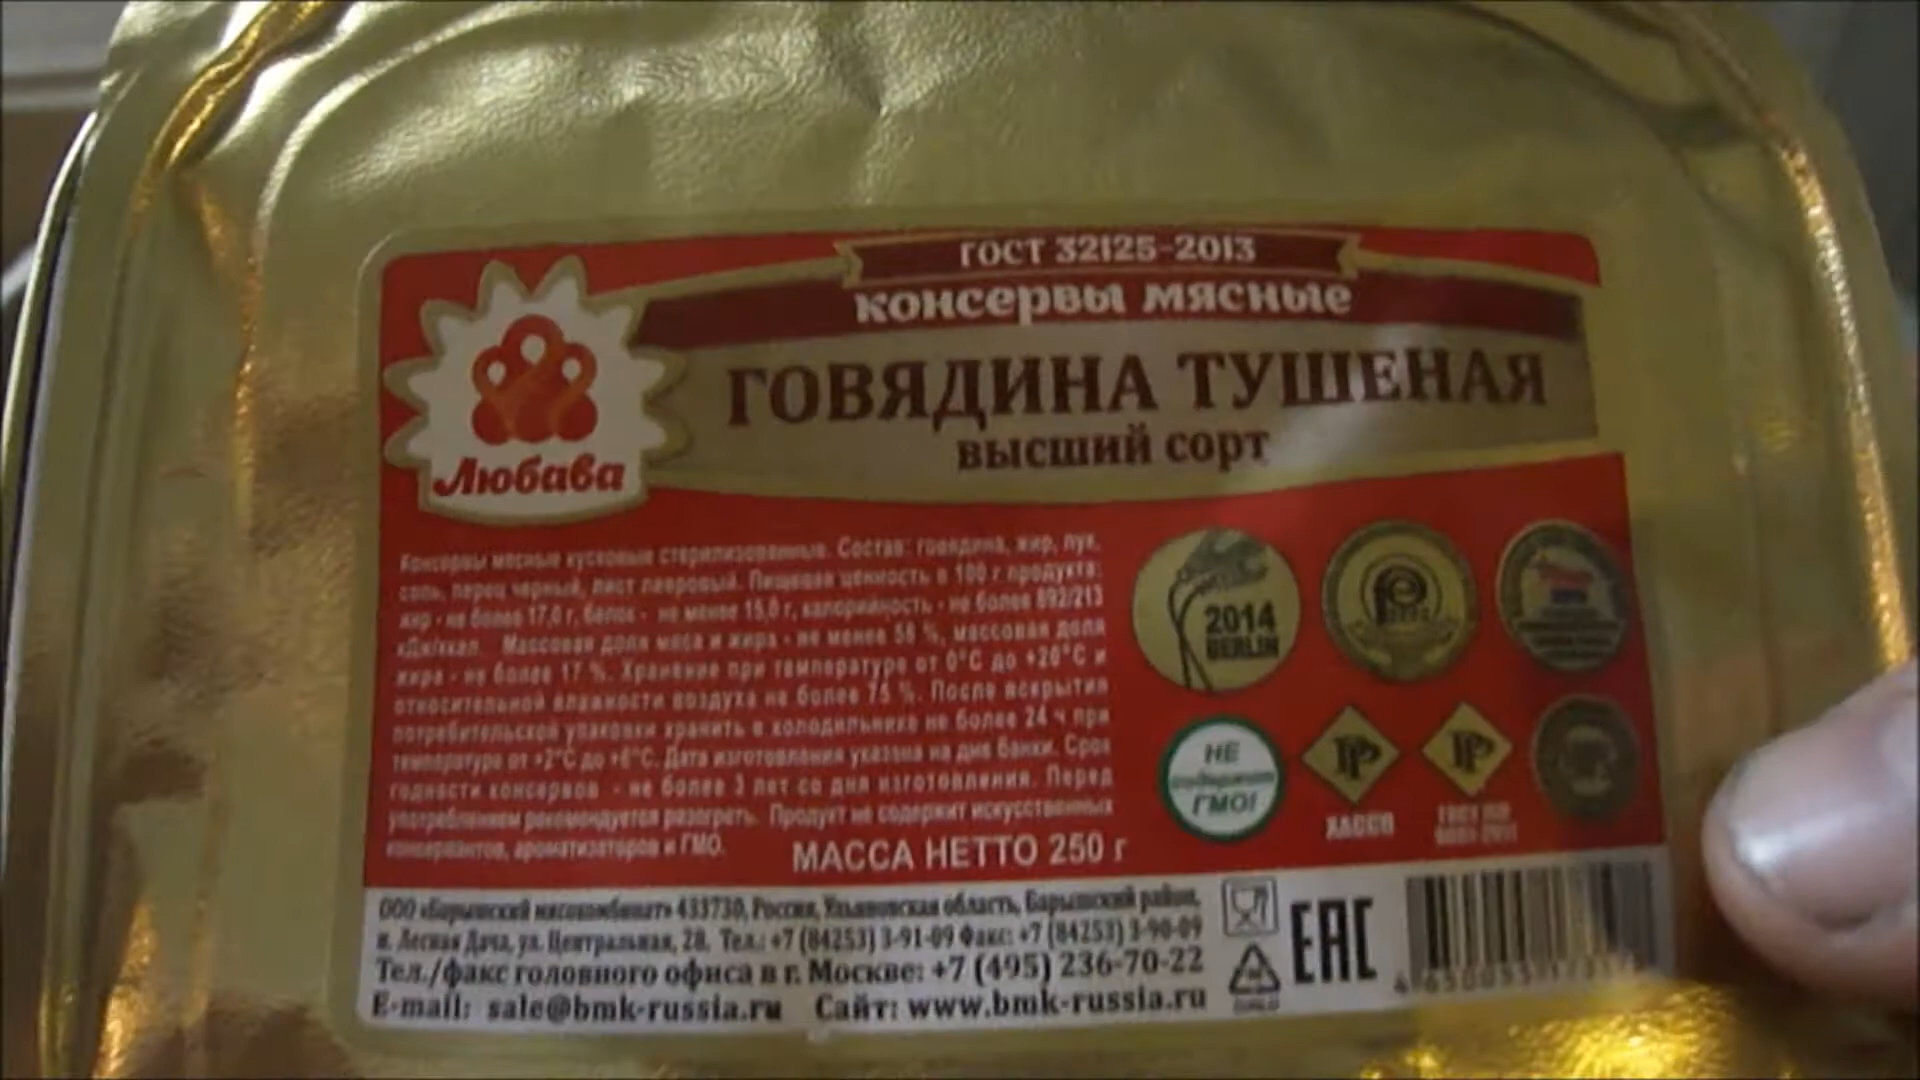 ГОСТ 32125-2013
консервы мясные
ГОВЯДИНА ТУШЕНАЯ
высший сорт
Любава
Консервы мясные кусковые стерилизованные. Состав: говядина, жир, лук,
соль, перец черный, лист лавровый. Пищевая ценность в 100 г продукта:
жир - не более 17,0 г, белок - не менее 15,0 г, калорийность - не более 892/213
кДж/ккал. Массовая доля мяса и жира - не менее 58 %, массовая доля
жира - не более 17 %. Хранение при температуре от 0°С до +20°С и
относительной влажности воздуха не более 75 %. После вскрытия
потребительской упаковки хранить в холодильнике не более 24 ч при
температуре от +2°С до +6°С. Дата изготовления указана на дне банки. Срок
годности консервов - не более 3 лет со дня изготовления. Перед
употреблением рекомендуется разогреть. Продукт не содержит искусственных
консервантов, ароматизаторов и ГМО.
МАССА НЕТТО 250 г
2014
BERLIN
НЕ
содержит
ГМО!
РР
ХАССП
РР
ООО «Барышский мясокомбинат» 433730, Россия, Ульяновская область, Барышский район,
п. Лесная Дача, ул. Центральная, 28. Тел.: +7 (84253) 3-91-09 Факс: +7 (84253) 3-90-09
Тел./факс головного офиса в г. Москве: +7 (495) 236-70-22
E-mail: sale@bmk-russia.ru Сайт: www.bmk-russia.ru
ЕАС